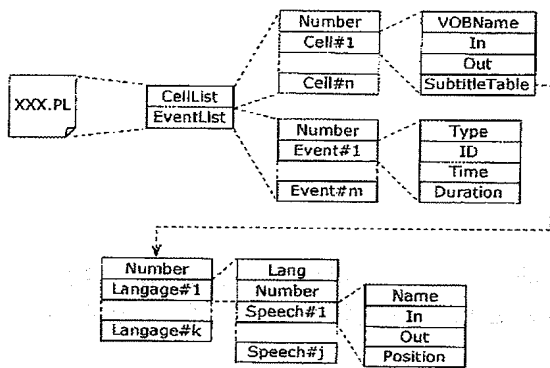 XXX.PL
CellList
EventList
Number
Cell#1
Cell#n
VOBName
In
Out
SubtitleTable
Number
Event#1
Event#m
Type
ID
Time
Duration
Number
Langage#1
Langage#k
Lang
Number
Speech#1
Speech#j
Name
In
Out
Position